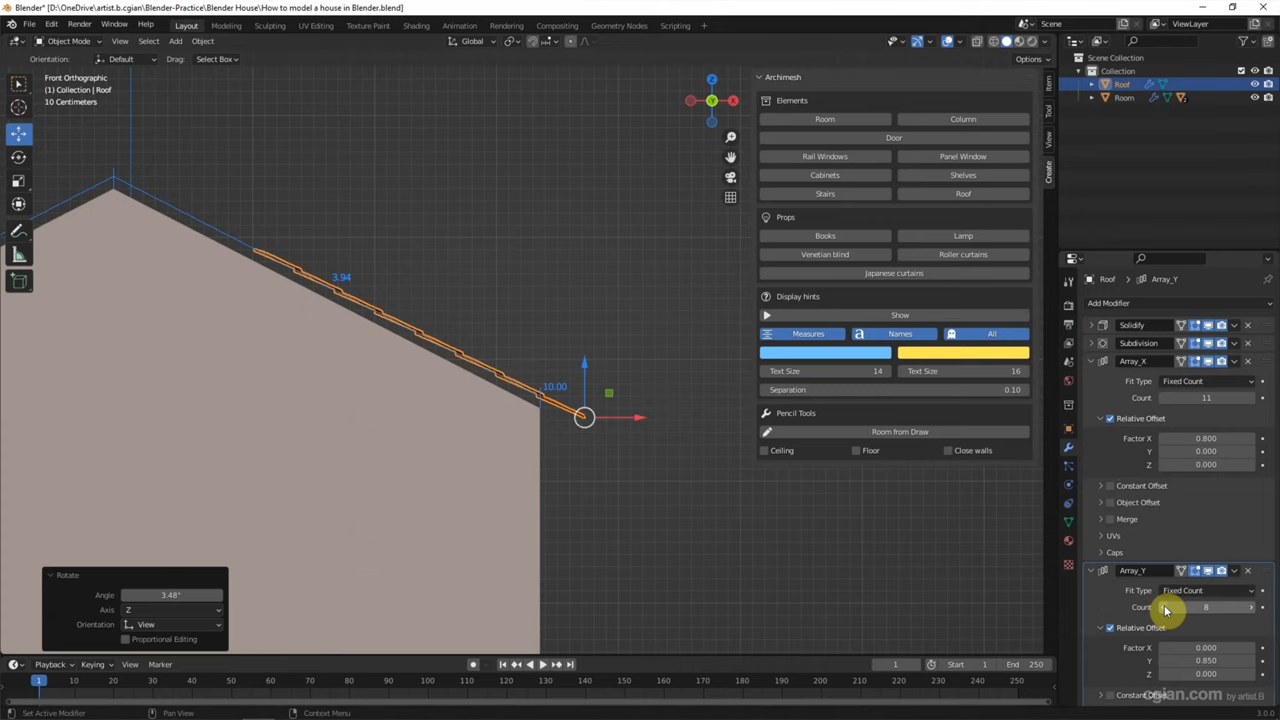 Blender* [D:\OneDrive\artist.b.cgian\Blender-Practice\Blender House\How to model a house in Blender.blend]
File Edit Render Window Help Layout Modeling Sculpting UV Editing Texture Paint Shading Animation Rendering Compositing Geometry Nodes Scripting Scene ViewLayer
Object Mode View Select Add Object Global
Orientation: Default Drag: Select Box Options
Scene Collection
Collection
Roof
Room
Front Orthographic
(1) Collection | Roof
10 Centimeters
Z
X
Y
3.94
10.00
Item
Tool
View
Create
Archimesh
Elements
Room Column
Door
Rail Windows Panel Window
Cabinets Shelves
Stairs Roof
Props
Books Lamp
Venetian blind Roller curtains
Japanese curtains
Display hints
Show
Measures a Names All
Text Size 14 Text Size 16
Separation 0.10
Pencil Tools
Room from Draw
Ceiling Floor Close walls
Roof Array_Y
Add Modifier
Solidify
Subdivision
Array_X
Fit Type Fixed Count
Count 11
Relative Offset
Factor X 0.800
Y 0.000
Z 0.000
Constant Offset
Object Offset
Merge
UVs
Caps
Array_Y
Fit Type Fixed Count
Count 8
Relative Offset
Factor X 0.000
Y 0.850
Z 0.000
Constant Offset
Rotate
Angle 3.48°
Axis Z
Orientation View
Proportional Editing
Playback Keying View Marker 1 Start 1 End 250
1 10 20 30 40 50 60 70 80 90 100 110 120 130 140 150 160 170 180 190 200 210 220 230 240 250
Set Active Modifier Pan View Context Menu 3.0.0
cgian.com by artist.B